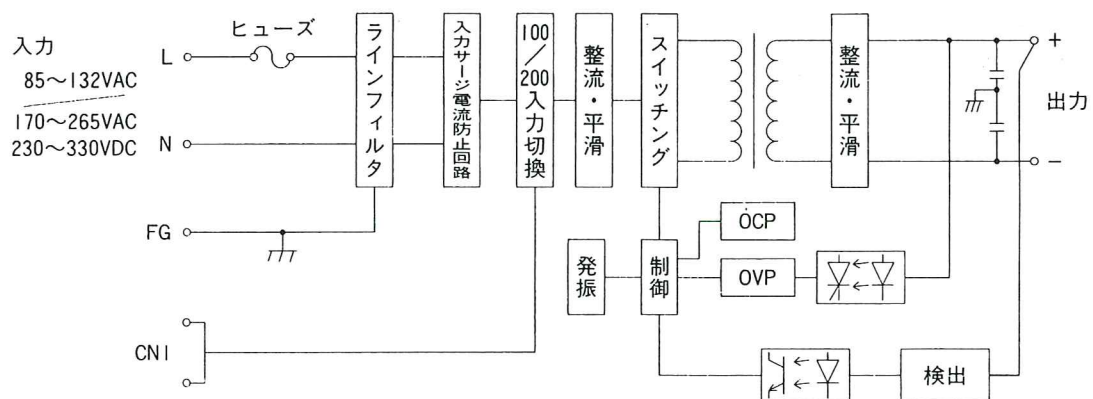 入力
85～132VAC
170～265VAC
230～330VDC
L
ヒューズ
N
FG
CN1
ラインフィルタ
入力サージ電流防止回路
100/200入力切換
整流・平滑
スイッチング
整流・平滑
+
出力
−
発振
制御
OCP
OVP
検出